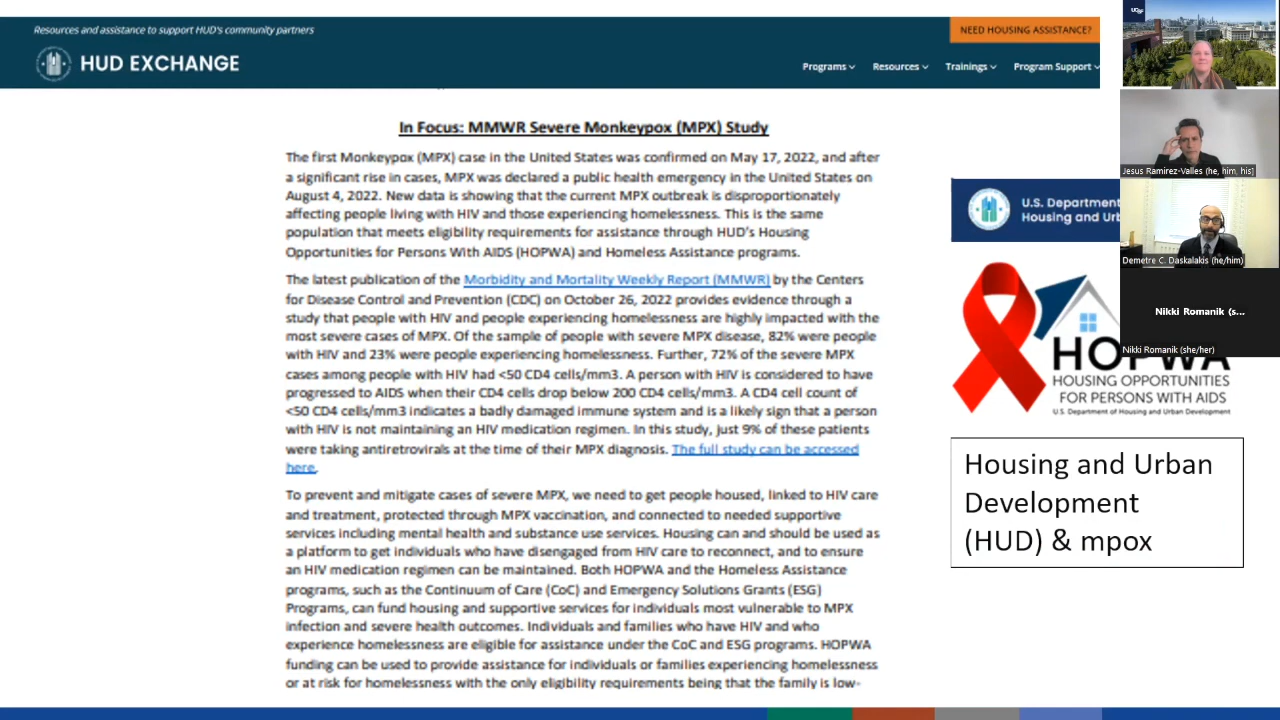 Resources and assistance to support HUD's community partners
NEED HOUSING ASSISTANCE?
HUD EXCHANGE
Programs
Resources
Trainings
Program Support
In Focus: MMWR Severe Monkeypox (MPX) Study
The first Monkeypox (MPX) case in the United States was confirmed on May 17, 2022, and after
a significant rise in cases, MPX was declared a public health emergency in the United States on
August 4, 2022. New data is showing that the current MPX outbreak is disproportionately
affecting people living with HIV and those experiencing homelessness. This is the same
population that meets eligibility requirements for assistance through HUD's Housing
Opportunities for Persons With AIDS (HOPWA) and Homeless Assistance programs.
The latest publication of the Morbidity and Mortality Weekly Report (MMWR) by the Centers
for Disease Control and Prevention (CDC) on October 26, 2022 provides evidence through a
study that people with HIV and people experiencing homelessness are highly impacted with the
most severe cases of MPX. Of the sample of people with severe MPX disease, 82% were people
with HIV and 23% were people experiencing homelessness. Further, 72% of the severe MPX
cases among people with HIV had <50 CD4 cells/mm3. A person with HIV is considered to have
progressed to AIDS when their CD4 cells drop below 200 CD4 cells/mm3. A CD4 cell count of
<50 CD4 cells/mm3 indicates a badly damaged immune system and is a likely sign that a person
with HIV is not maintaining an HIV medication regimen. In this study, just 9% of these patients
were taking antiretrovirals at the time of their MPX diagnosis. The full study can be accessed
here.
To prevent and mitigate cases of severe MPX, we need to get people housed, linked to HIV care
and treatment, protected through MPX vaccination, and connected to needed supportive
services including mental health and substance use services. Housing can and should be used as
a platform to get individuals who have disengaged from HIV care to reconnect, and to ensure
an HIV medication regimen can be maintained. Both HOPWA and the Homeless Assistance
programs, such as the Continuum of Care (CoC) and Emergency Solutions Grants (ESG)
Programs, can fund housing and supportive services for individuals most vulnerable to MPX
infection and severe health outcomes. Individuals and families who have HIV and who
experience homelessness are eligible for assistance under the CoC and ESG programs. HOPWA
funding can be used to provide assistance for individuals or families experiencing homelessness
or at risk for homelessness with the only eligibility requirements being that the family is low-
U.S. Department
Housing and Urb
HOPWA
HOUSING OPPORTUNITIES
FOR PERSONS WITH AIDS
U.S. Department of Housing and Urban Development
Housing and Urban
Development
(HUD) & mpox
UCSF
Jesus Ramirez-Valles (he, him, his]
Demetre C. Daskalakis (he/him)
Nikki Romanik (s...
Nikki Romanik (she/her)